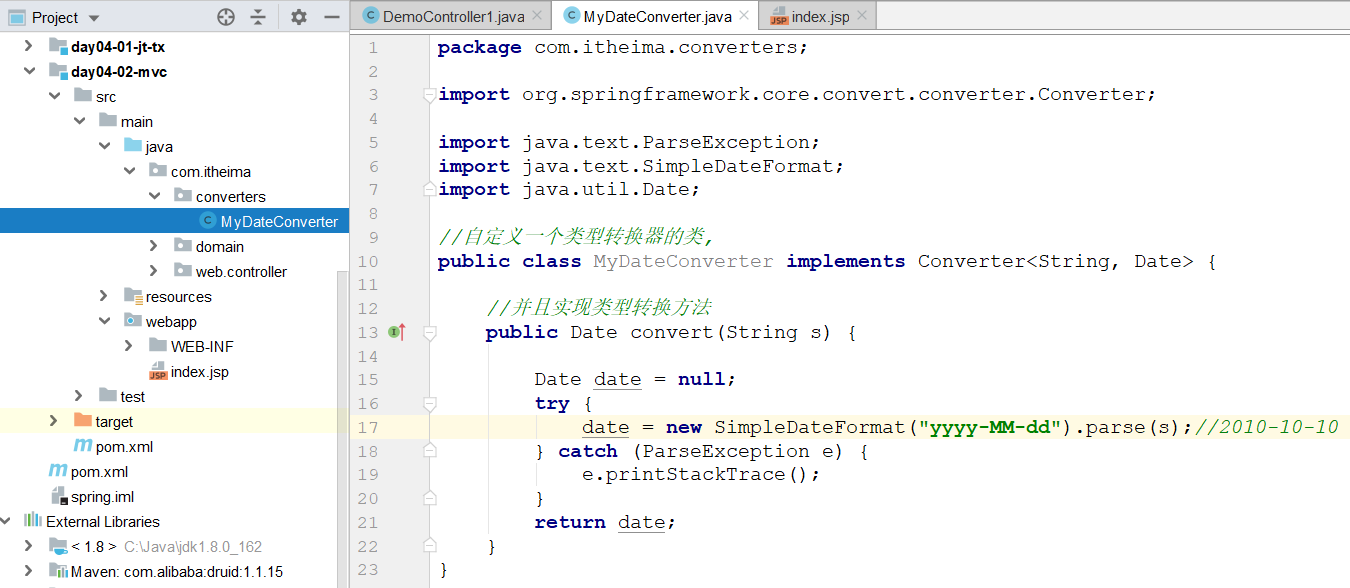 Project
day04-01-jt-tx
day04-02-mvc
src
main
java
com.itheima
converters
MyDateConverter
domain
web.controller
resources
webapp
WEB-INF
index.jsp
test
target
pom.xml
pom.xml
spring.iml
External Libraries
< 1.8 > C:\Java\jdk1.8.0_162
Maven: com.alibaba:druid:1.1.15
DemoController1.java MyDateConverter.java index.jsp
1 package com.itheima.converters;
2
3 import org.springframework.core.convert.converter.Converter;
4
5 import java.text.ParseException;
6 import java.text.SimpleDateFormat;
7 import java.util.Date;
8
9 //自定义一个类型转换器的类,
10 public class MyDateConverter implements Converter<String, Date> {
11
12 //并且实现类型转换方法
13 public Date convert(String s) {
14
15 Date date = null;
16 try {
17 date = new SimpleDateFormat("yyyy-MM-dd").parse(s);//2010-10-10
18 } catch (ParseException e) {
19 e.printStackTrace();
20 }
21 return date;
22 }
23 }